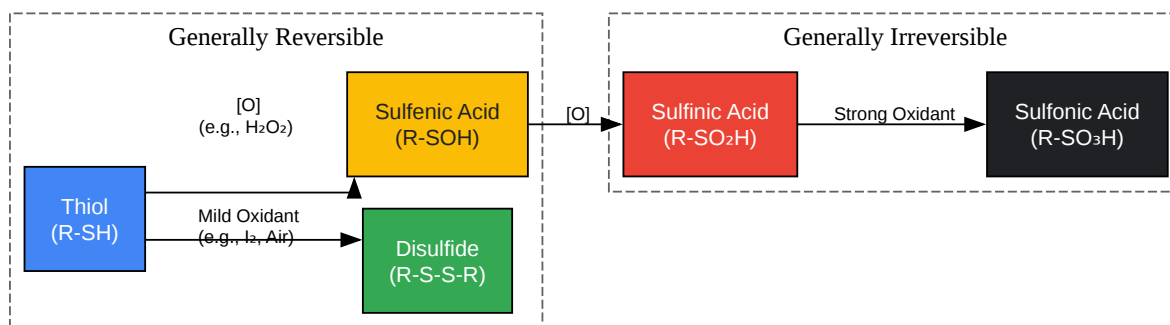 Generally Reversible
[O]
(e.g., H₂O₂)
Sulfenic Acid
(R-SOH)
Thiol
(R-SH)
Mild Oxidant
(e.g., I₂, Air)
Disulfide
(R-S-S-R)
[O]
Generally Irreversible
Sulfinic Acid
(R-SO₂H)
Strong Oxidant
Sulfonic Acid
(R-SO₃H)